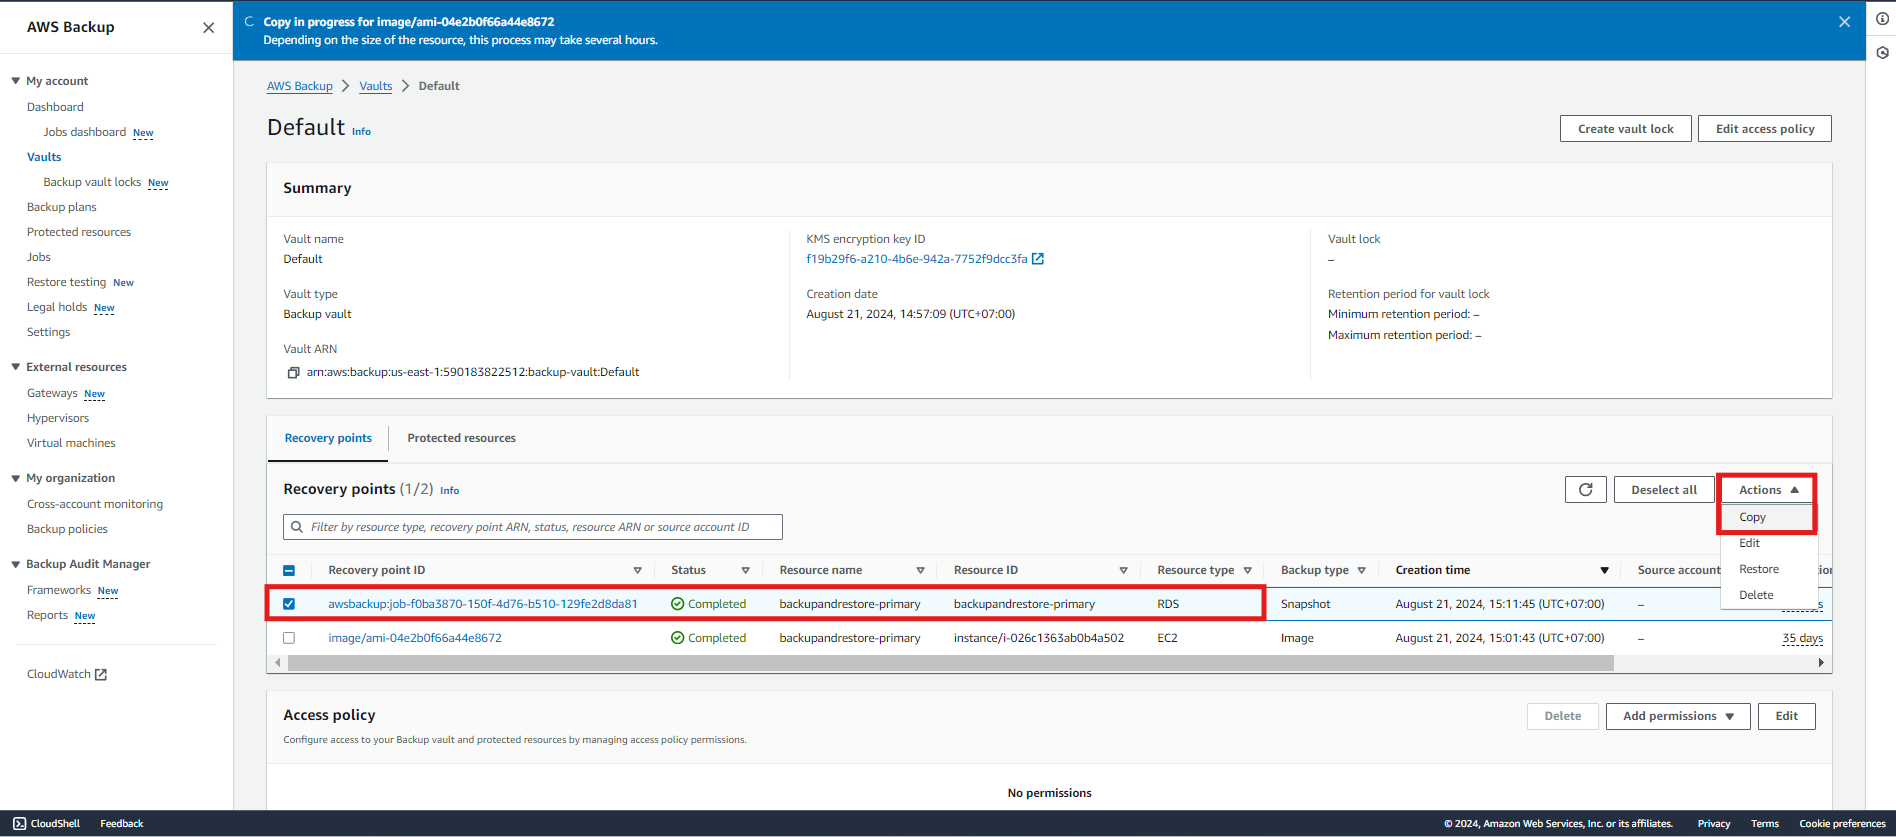 AWS Backup
My account
Dashboard
Jobs dashboard New
Vaults
Backup vault locks New
Backup plans
Protected resources
Jobs
Restore testing New
Legal holds New
Settings
External resources
Gateways New
Hypervisors
Virtual machines
My organization
Cross-account monitoring
Backup policies
Backup Audit Manager
Frameworks New
Reports New
CloudWatch
Copy in progress for image/ami-04e2b0f66a44e8672
Depending on the size of the resource, this process may take several hours.
AWS Backup Vaults Default
Default Info
Create vault lock Edit access policy
Summary
Vault name
Default
Vault type
Backup vault
Vault ARN
arn:aws:backup:us-east-1:590183822512:backup-vault:Default
KMS encryption key ID
f19b29f6-a210-4b6e-942a-7752f9dcc3fa
Creation date
August 21, 2024, 14:57:09 (UTC+07:00)
Vault lock
–
Retention period for vault lock
Minimum retention period: –
Maximum retention period: –
Recovery points Protected resources
Recovery points (1/2) Info
Deselect all Actions
Copy
Edit
Restore
Delete
Filter by resource type, recovery point ARN, status, resource ARN or source account ID
Recovery point ID Status Resource name Resource ID Resource type Backup type Creation time Source account
awsbackup:job-f0ba3870-150f-4d76-b510-129fe2d8da81 Completed backupandrestore-primary backupandrestore-primary RDS Snapshot August 21, 2024, 15:11:45 (UTC+07:00) –
image/ami-04e2b0f66a44e8672 Completed backupandrestore-primary instance/i-026c1363ab0b4a502 EC2 Image August 21, 2024, 15:01:43 (UTC+07:00) – 35 days
Access policy
Delete Add permissions Edit
Configure access to your Backup vault and protected resources by managing access policy permissions.
No permissions
CloudShell Feedback © 2024, Amazon Web Services, Inc. or its affiliates. Privacy Terms Cookie preferences